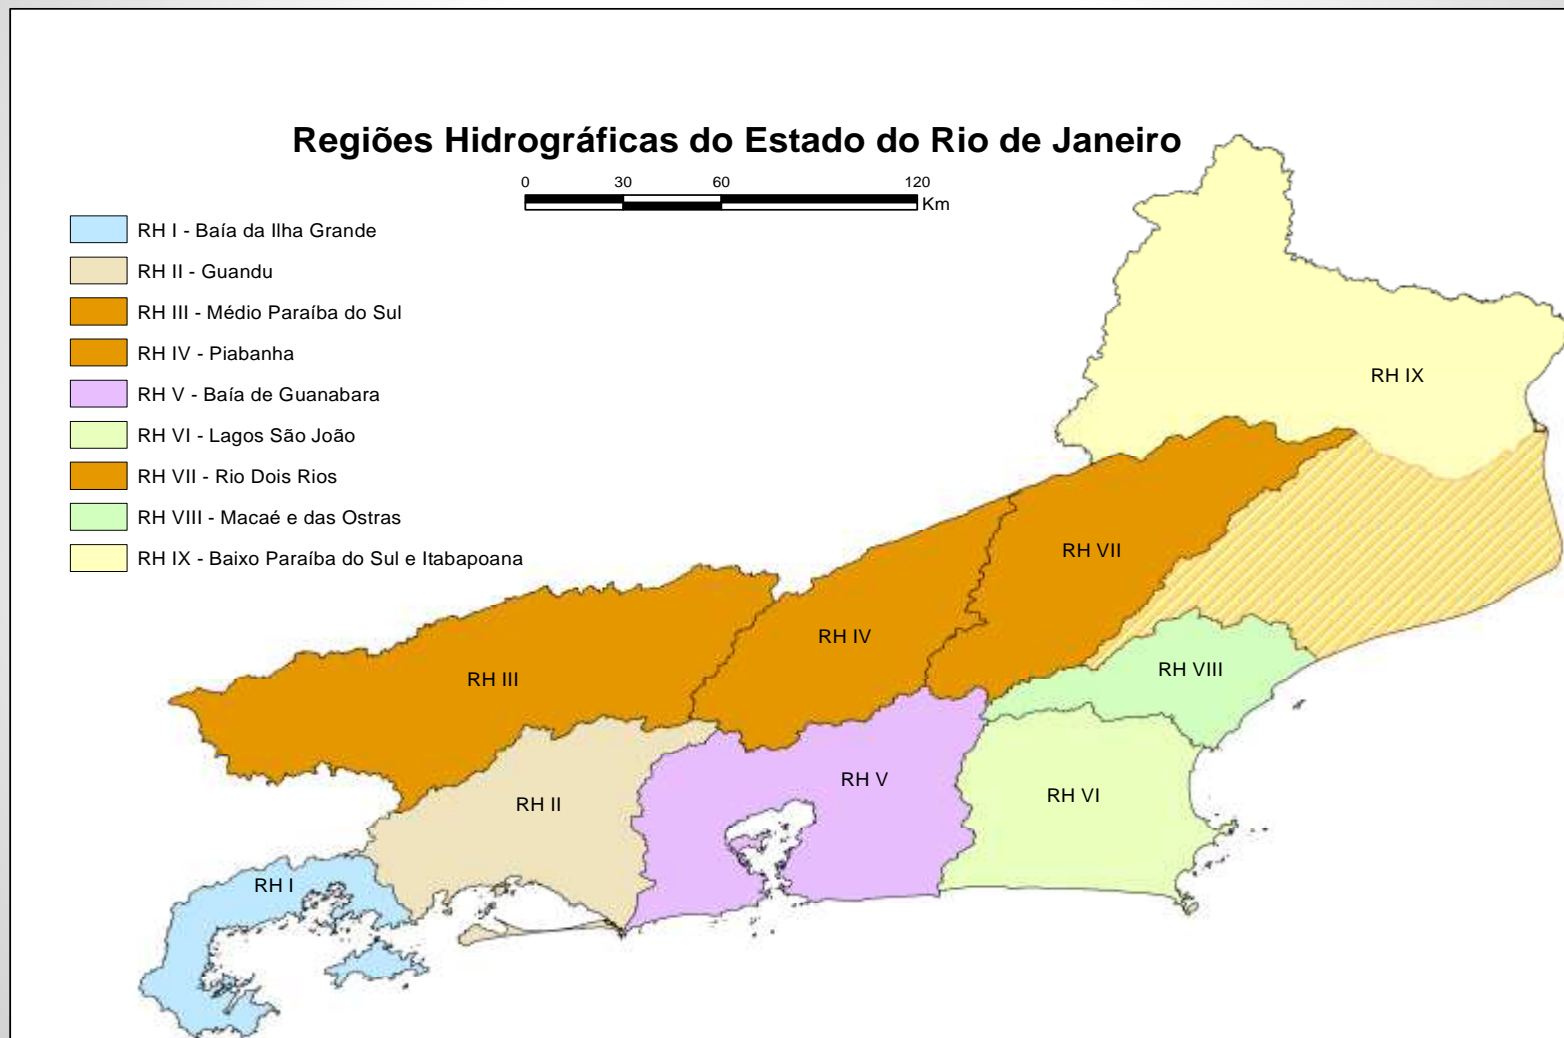 Regiões Hidrográficas do Estado do Rio de Janeiro
0 30 60 120
Km
RH I - Baía da Ilha Grande
RH II - Guandu
RH III - Médio Paraíba do Sul
RH IV - Piabanha
RH V - Baía de Guanabara
RH VI - Lagos São João
RH VII - Rio Dois Rios
RH VIII - Macaé e das Ostras
RH IX - Baixo Paraíba do Sul e Itabapoana
RH IX
RH VII
RH IV
RH VIII
RH III
RH V
RH VI
RH II
RH I